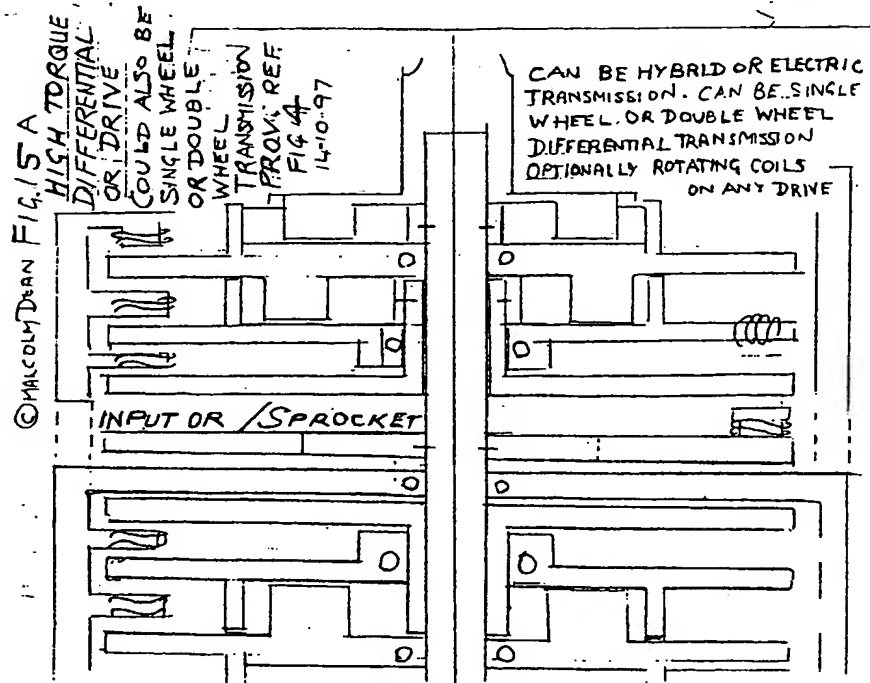 © MALCOLM DEAN FIG. 15 A
HIGH TORQUE
DIFFERENTIAL
OR DRIVE
COULD ALSO BE
SINGLE WHEEL
OR DOUBLE
WHEEL
TRANSMISSION
PROVI; REF.
FIG 4
14-10.97
CAN BE HYBRID OR ELECTRIC
TRANSMISSION. CAN BE SINGLE
WHEEL. OR DOUBLE WHEEL
DIFFERENTIAL TRANSMISSION
OPTIONALLY ROTATING COILS
ON ANY DRIVE
INPUT OR / SPROCKET